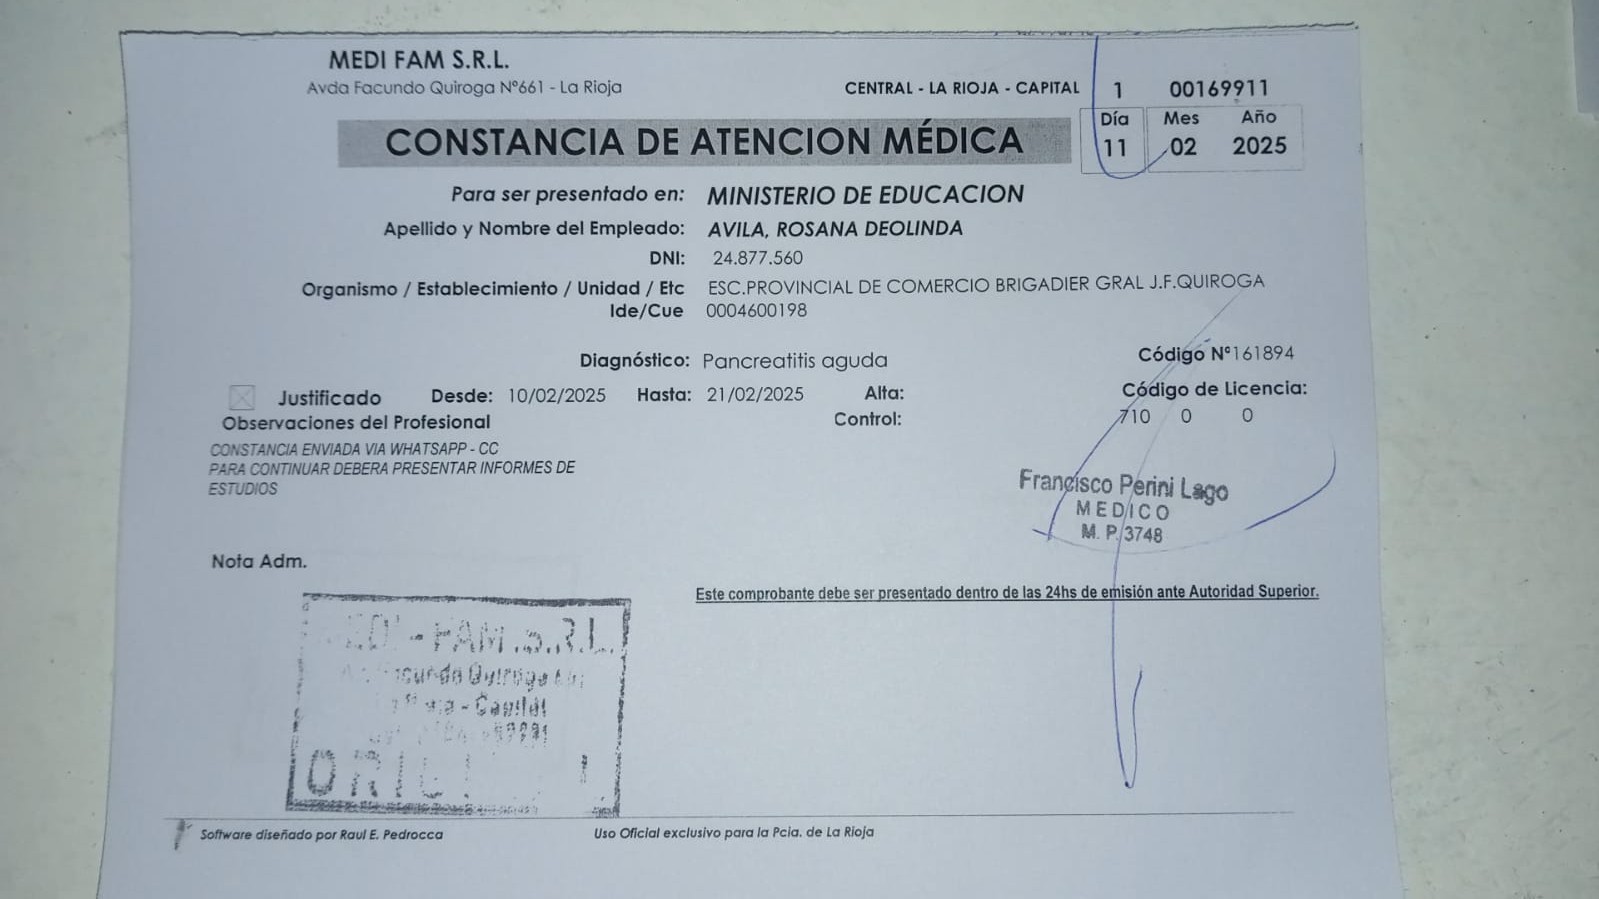 MEDI FAM S.R.L.
Avda Facundo Quiroga Nº661 - La Rioja
CENTRAL - LA RIOJA - CAPITAL 1 00169911
Día Mes Año
CONSTANCIA DE ATENCION MÉDICA 11 02 2025
Para ser presentado en: MINISTERIO DE EDUCACION
Apellido y Nombre del Empleado: AVILA, ROSANA DEOLINDA
DNI: 24.877.560
Organismo / Establecimiento / Unidad / Etc ESC.PROVINCIAL DE COMERCIO BRIGADIER GRAL J.F.QUIROGA
Ide/Cue 0004600198
Diagnóstico: Pancreatitis aguda Código Nº161894
Justificado Desde: 10/02/2025 Hasta: 21/02/2025 Alta: Código de Licencia:
Observaciones del Profesional Control: 710 0 0
CONSTANCIA ENVIADA VIA WHATSAPP - CC
PARA CONTINUAR DEBERA PRESENTAR INFORMES DE
ESTUDIOS
Francisco Perini Lago
MEDICO
M. P. 3748
Nota Adm.
Este comprobante debe ser presentado dentro de las 24hs de emisión ante Autoridad Superior.
FAM.S.R.L.
Quiroga
Capital
Software diseñado por Raul E. Pedrocca Uso Oficial exclusivo para la Pcia. de La Rioja